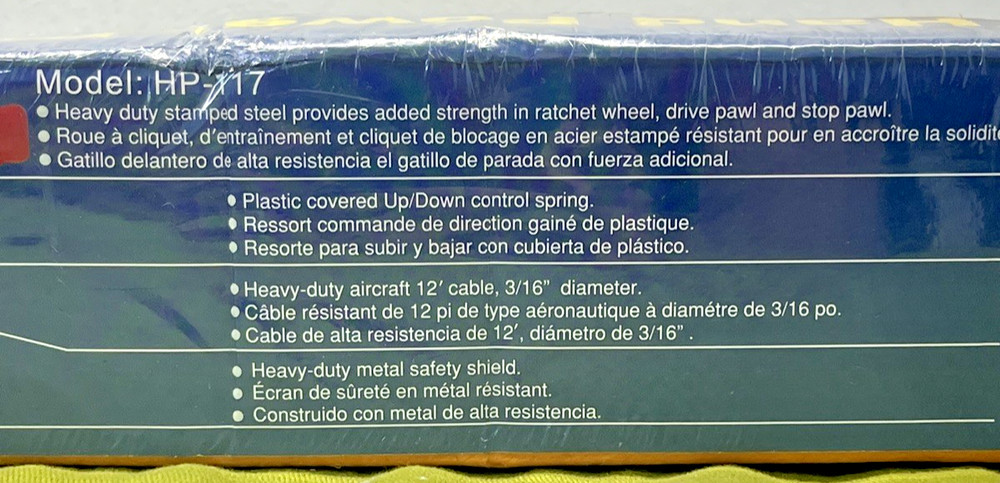 Model: HP-117
• Heavy duty stamped steel provides added strength in ratchet wheel, drive pawl and stop pawl.
• Roue à cliquet, d'entraînement et cliquet de blocage en acier estampé résistant pour en accroître la solidit
• Gatillo delantero de alta resistencia el gatillo de parada con fuerza adicional.
• Plastic covered Up/Down control spring.
• Ressort commande de direction gainé de plastique.
• Resorte para subir y bajar con cubierta de plástico.
• Heavy-duty aircraft 12′ cable, 3/16” diameter.
• Câble résistant de 12 pi de type aéronautique à diamétre de 3/16 po.
• Cable de alta resistencia de 12′, diámetro de 3/16” .
• Heavy-duty metal safety shield.
• Écran de sûreté en métal résistant.
• Construido con metal de alta resistencia.